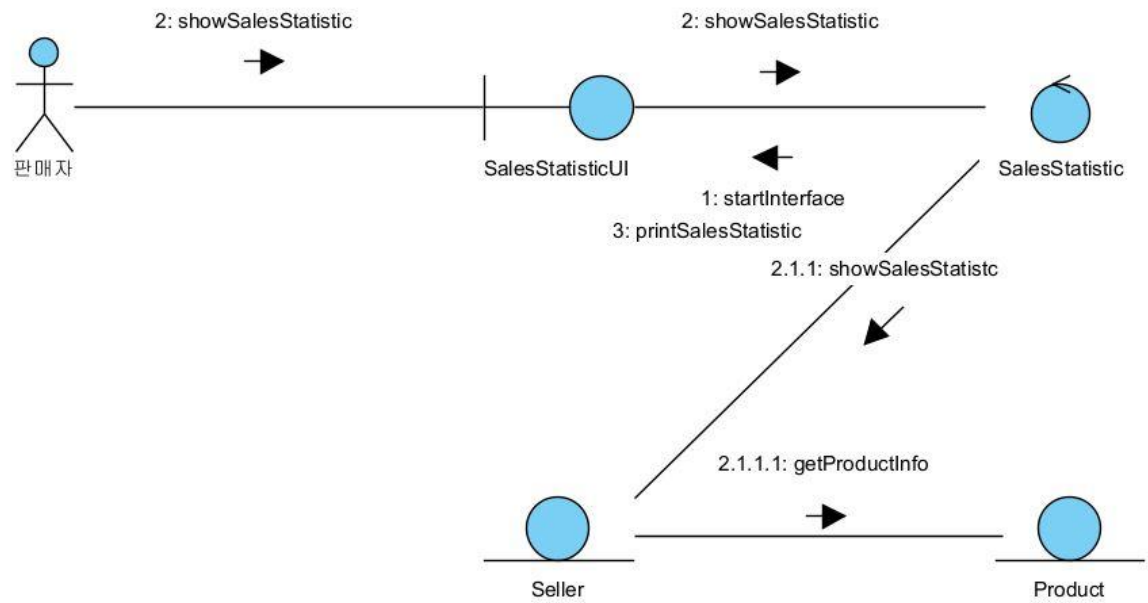 2: showSalesStatistic
2: showSalesStatistic
판매자
SalesStatisticUI
SalesStatistic
1: startInterface
3: printSalesStatistic
2.1.1: showSalesStatistc
2.1.1.1: getProductInfo
Seller
Product